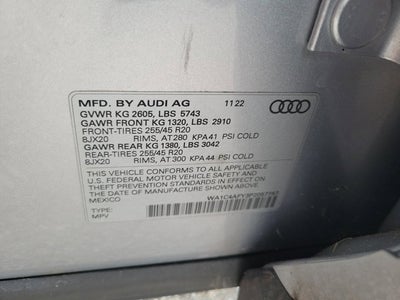 MFD. BY AUDI AG 11 22
GVWR KG 2605, LBS 5743
GAWR FRONT KG 1320, LBS 2910
FRONT-TIRES 255/45 R20
8JX20 RIMS, AT 280 KPA 41 PSI COLD
GAWR REAR KG 1380, LBS 3042
REAR-TIRES 255/45 R20
8JX20 RIMS, AT 300 KPA 44 PSI COLD
THIS VEHICLE CONFORMS TO ALL APPLICABLE
U.S. FEDERAL MOTOR VEHICLE SAFETY AND
THEFT PREVENTION STANDARDS IN EFFECT
ON THE DATE OF MANUFACTURE SHOWN ABOVE
TYPE:
MPV
MEXICO